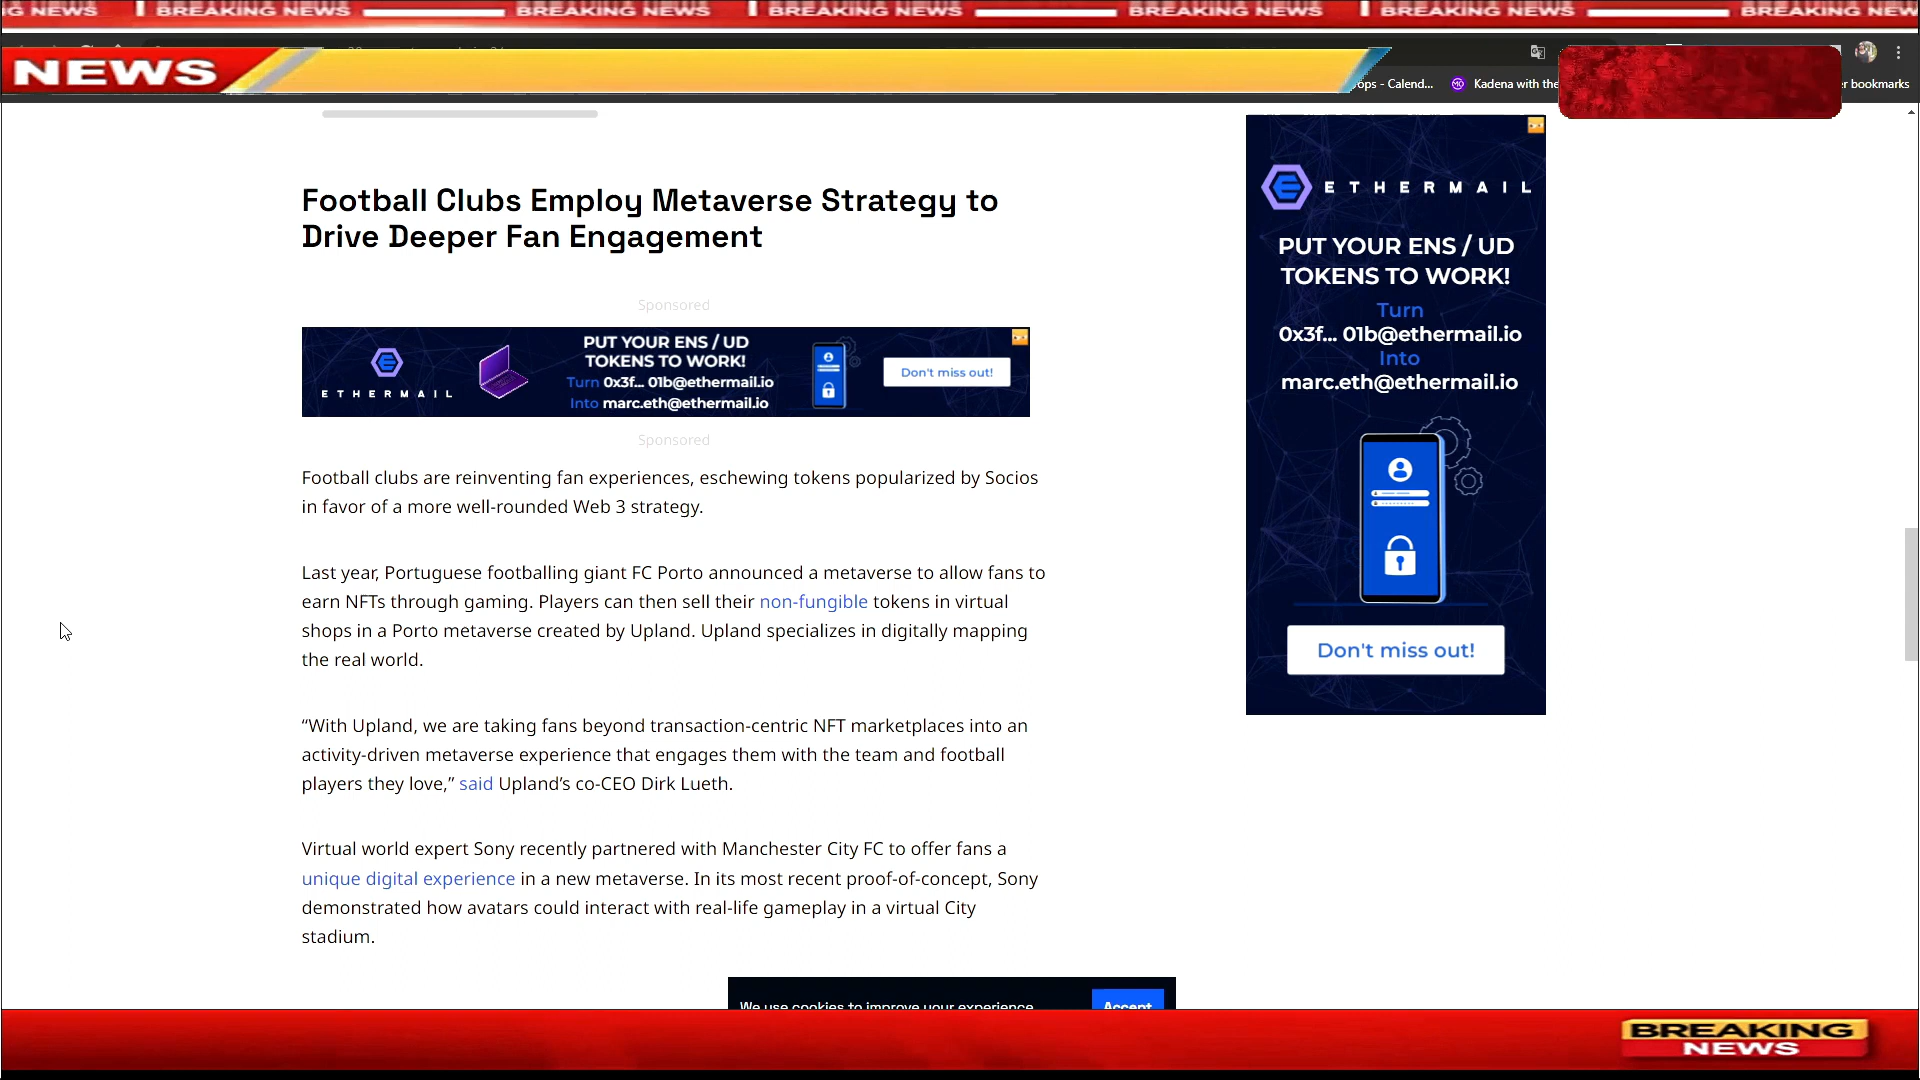 G NEWS BREAKING NEWS BREAKING NEWS BREAKING NEWS BREAKING NEWS BREAKING NEWS BREAKING NEW
NEWS
ops - Calend... Kadena with the r bookmarks
Football Clubs Employ Metaverse Strategy to
Drive Deeper Fan Engagement
Sponsored
ETHERMAIL
PUT YOUR ENS / UD
TOKENS TO WORK!
Turn 0x3f... 01b@ethermail.io
Into marc.eth@ethermail.io
Don't miss out!
Sponsored
Football clubs are reinventing fan experiences, eschewing tokens popularized by Socios
in favor of a more well-rounded Web 3 strategy.
Last year, Portuguese footballing giant FC Porto announced a metaverse to allow fans to
earn NFTs through gaming. Players can then sell their non-fungible tokens in virtual
shops in a Porto metaverse created by Upland. Upland specializes in digitally mapping
the real world.
“With Upland, we are taking fans beyond transaction-centric NFT marketplaces into an
activity-driven metaverse experience that engages them with the team and football
players they love,” said Upland’s co-CEO Dirk Lueth.
Virtual world expert Sony recently partnered with Manchester City FC to offer fans a
unique digital experience in a new metaverse. In its most recent proof-of-concept, Sony
demonstrated how avatars could interact with real-life gameplay in a virtual City
stadium.
ETHERMAIL
PUT YOUR ENS / UD
TOKENS TO WORK!
Turn
0x3f... 01b@ethermail.io
Into
marc.eth@ethermail.io
Don't miss out!
We use cookies to improve your experience
Accept
BREAKING
NEWS